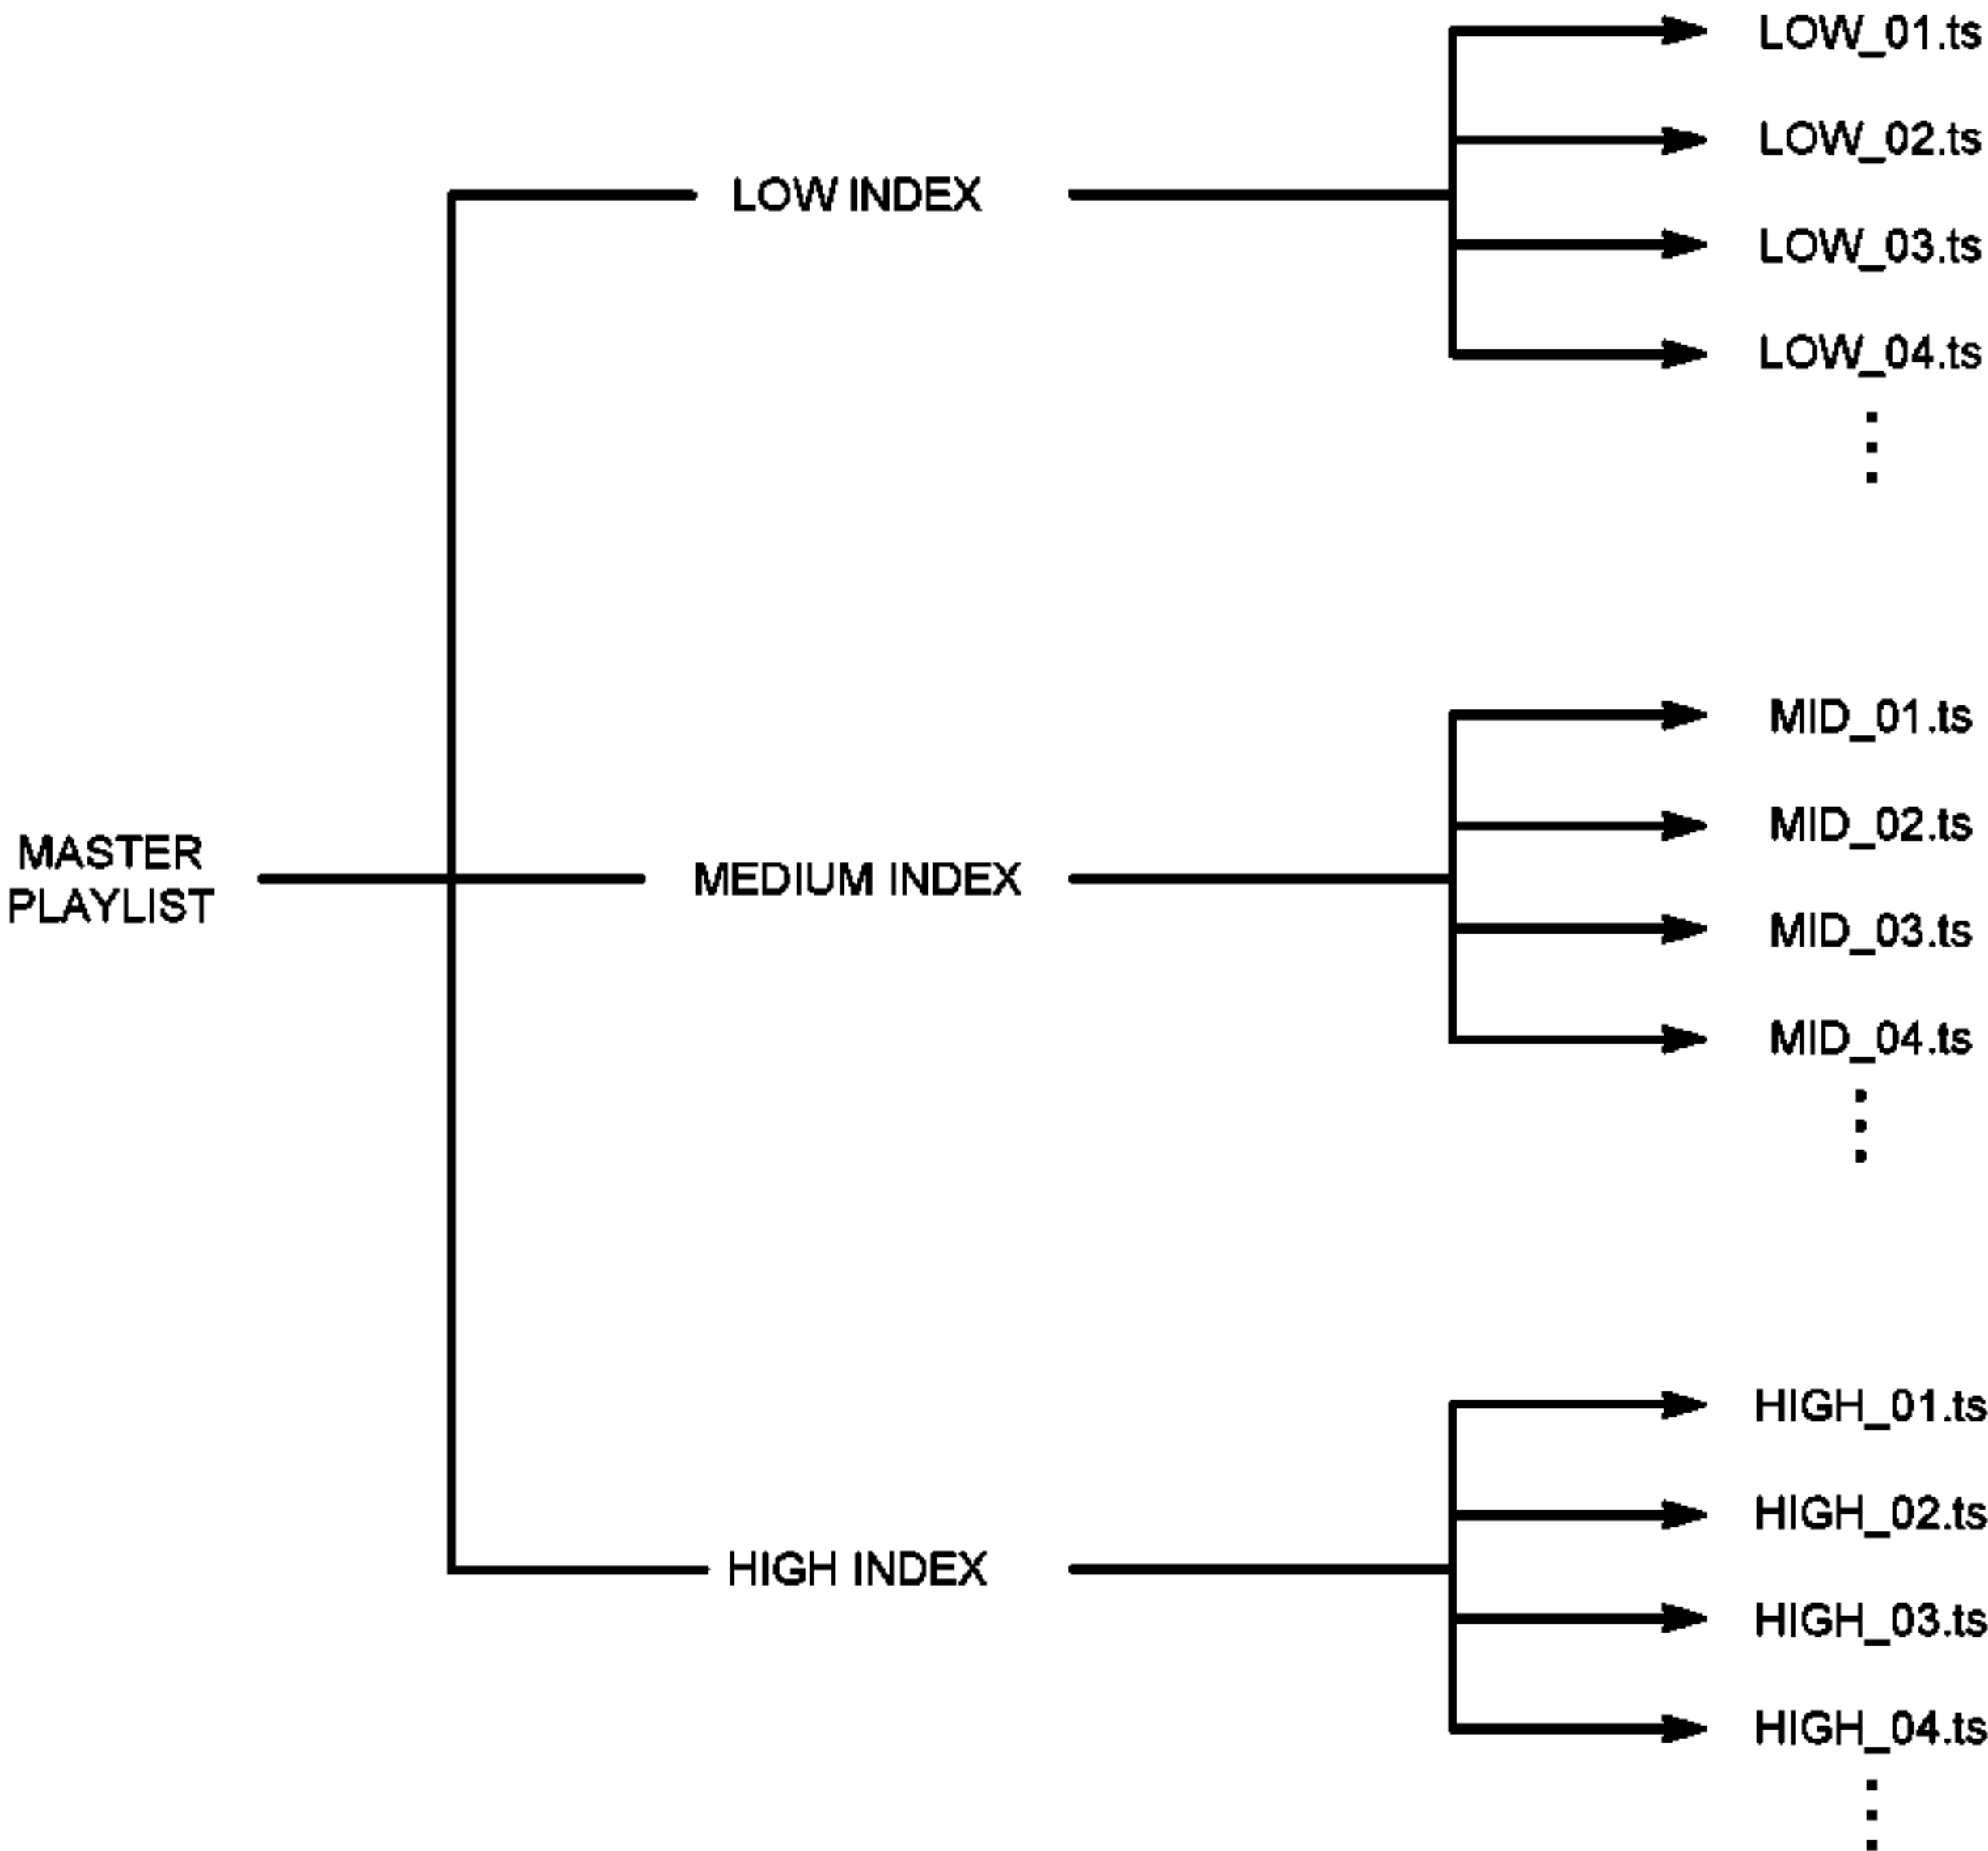 MASTER
PLAYLIST
LOW INDEX
LOW_01.ts
LOW_02.ts
LOW_03.ts
LOW_04.ts
MEDIUM INDEX
MID_01.ts
MID_02.ts
MID_03.ts
MID_04.ts
HIGH INDEX
HIGH_01.ts
HIGH_02.ts
HIGH_03.ts
HIGH_04.ts